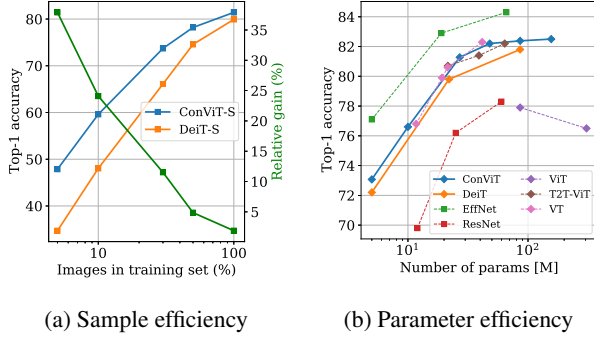 80
70
60
50
40
Top-1 accuracy
35
30
25
20
15
10
5
Relative gain (%)
ConViT-S
DeiT-S
10
100
Images in training set (%)
(a) Sample efficiency
84
82
80
78
76
74
72
70
Top-1 accuracy
ConViT
DeiT
EffNet
ResNet
ViT
T2T-ViT
VT
10¹
10²
Number of params [M]
(b) Parameter efficiency